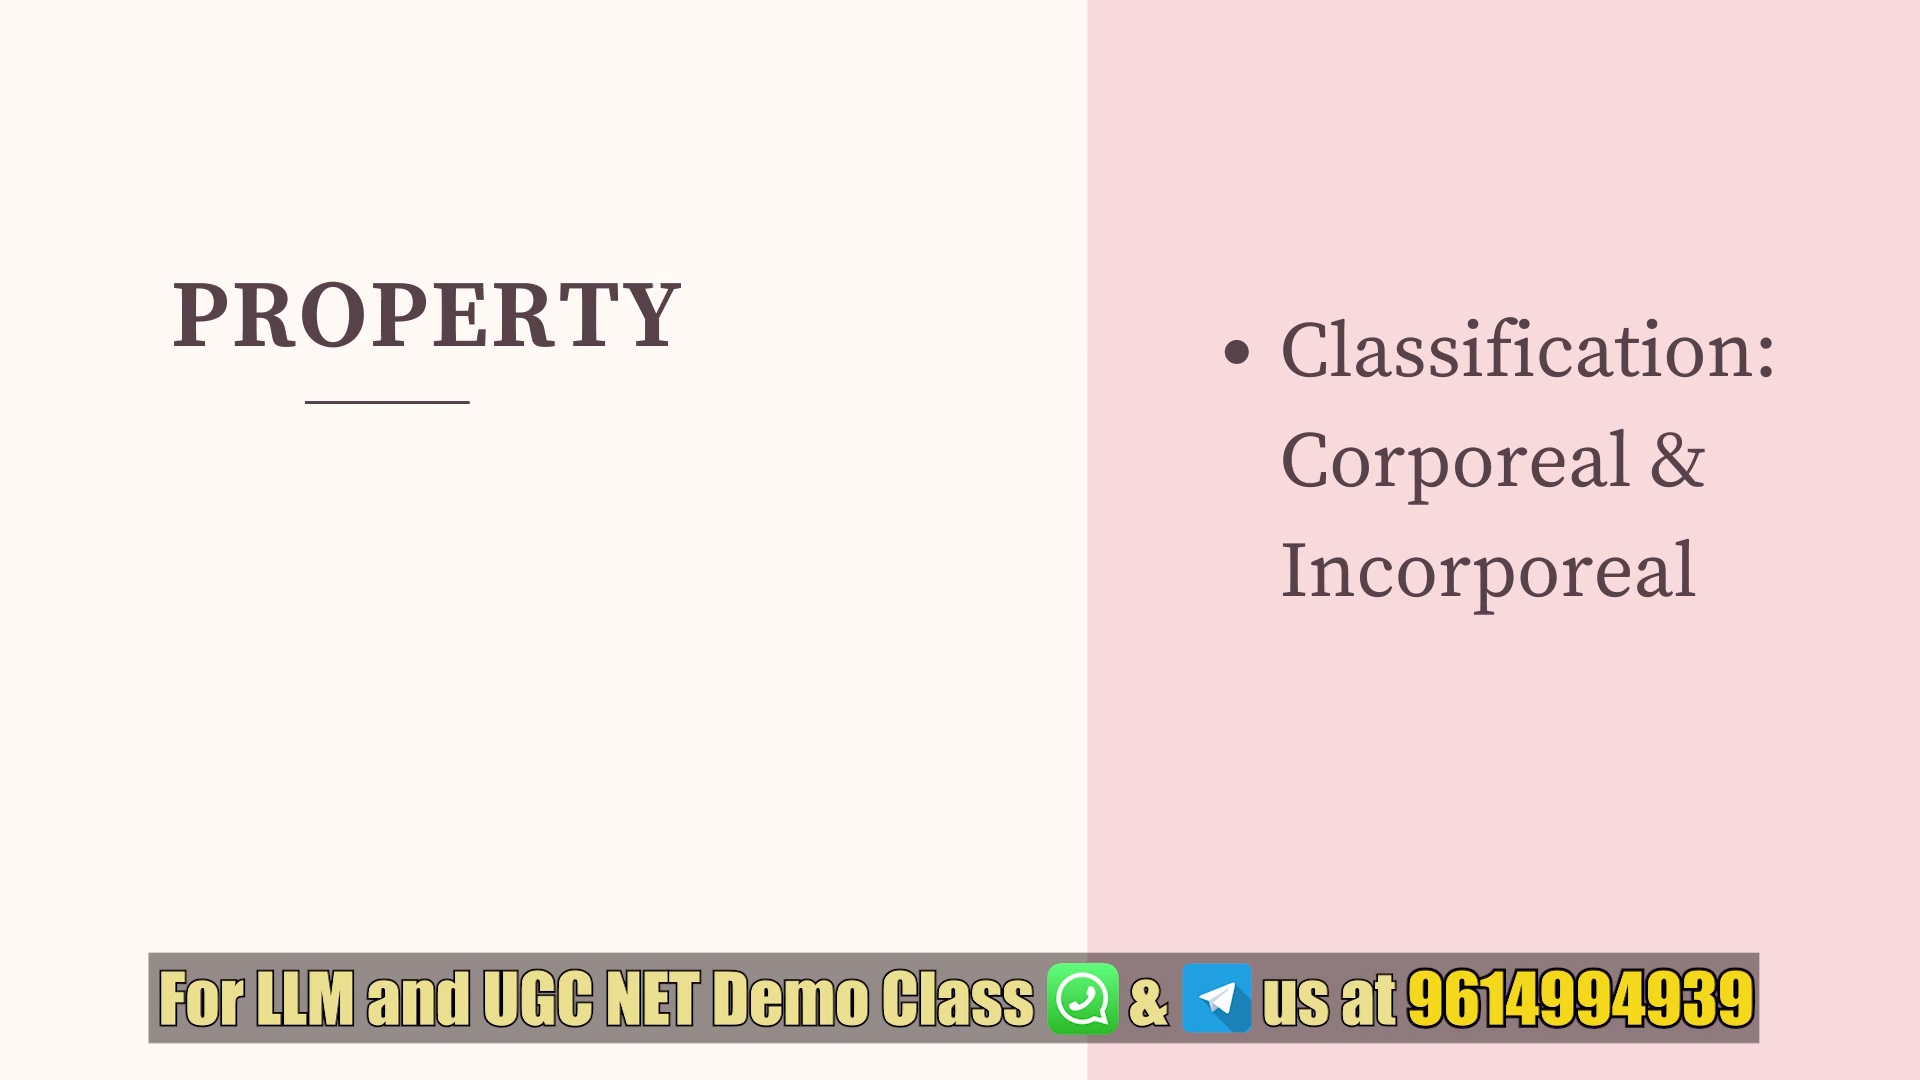 PROPERTY
• Classification:
Corporeal &
Incorporeal
For LLM and UGC NET Demo Class & us at 9614994939